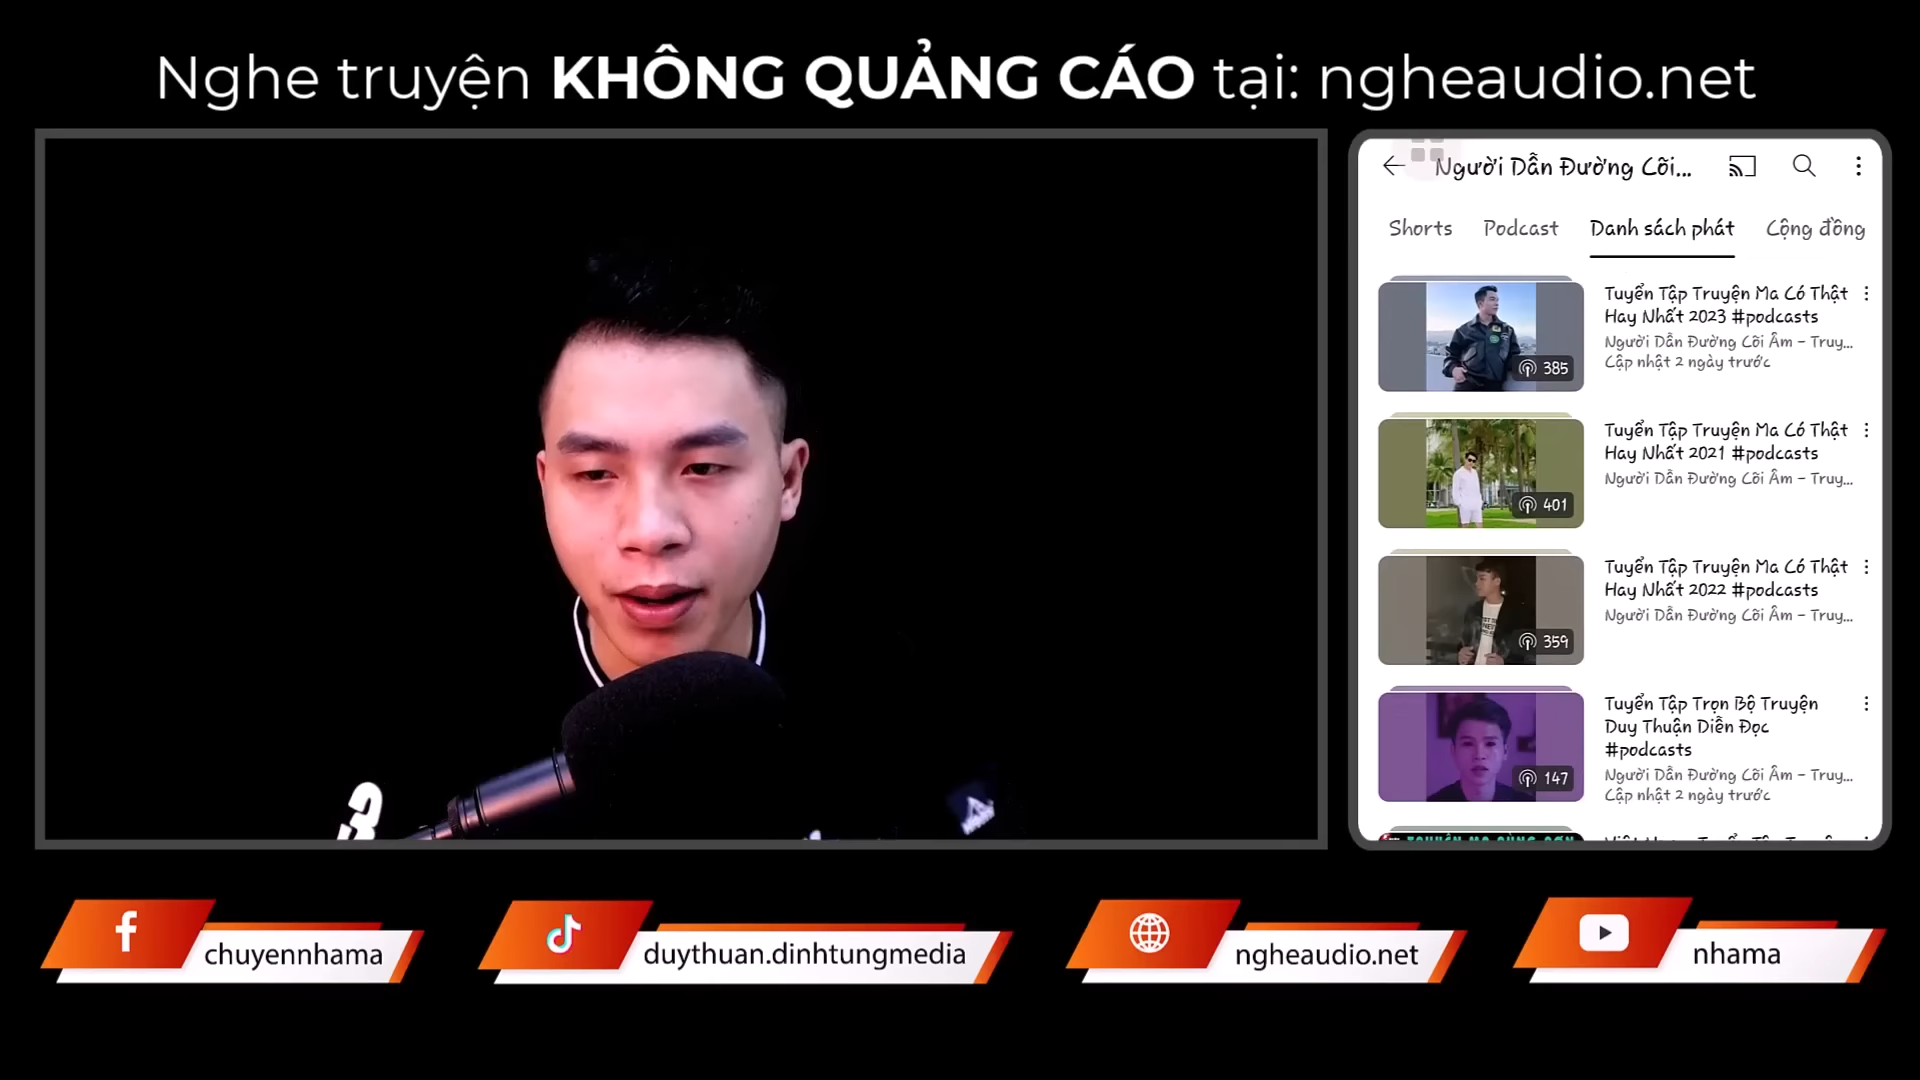 Nghe truyện KHÔNG QUẢNG CÁO tại: ngheaudio.net
Người Dẫn Đường Cõi...
Shorts Podcast Danh sách phát Cộng đồng
Tuyển Tập Truyện Ma Có Thật
Hay Nhất 2023 #podcasts
Người Dẫn Đường Cõi Âm - Truy...
Cập nhật 2 ngày trước
385
Tuyển Tập Truyện Ma Có Thật
Hay Nhất 2021 #podcasts
Người Dẫn Đường Cõi Âm - Truy...
401
Tuyển Tập Truyện Ma Có Thật
Hay Nhất 2022 #podcasts
Người Dẫn Đường Cõi Âm - Truy...
359
Tuyển Tập Trọn Bộ Truyện
Duy Thuận Diễn Đọc
#podcasts
Người Dẫn Đường Cõi Âm - Truy...
Cập nhật 2 ngày trước
147
3
chuyennhama
duythuan.dinhtungmedia
ngheaudio.net
nhama